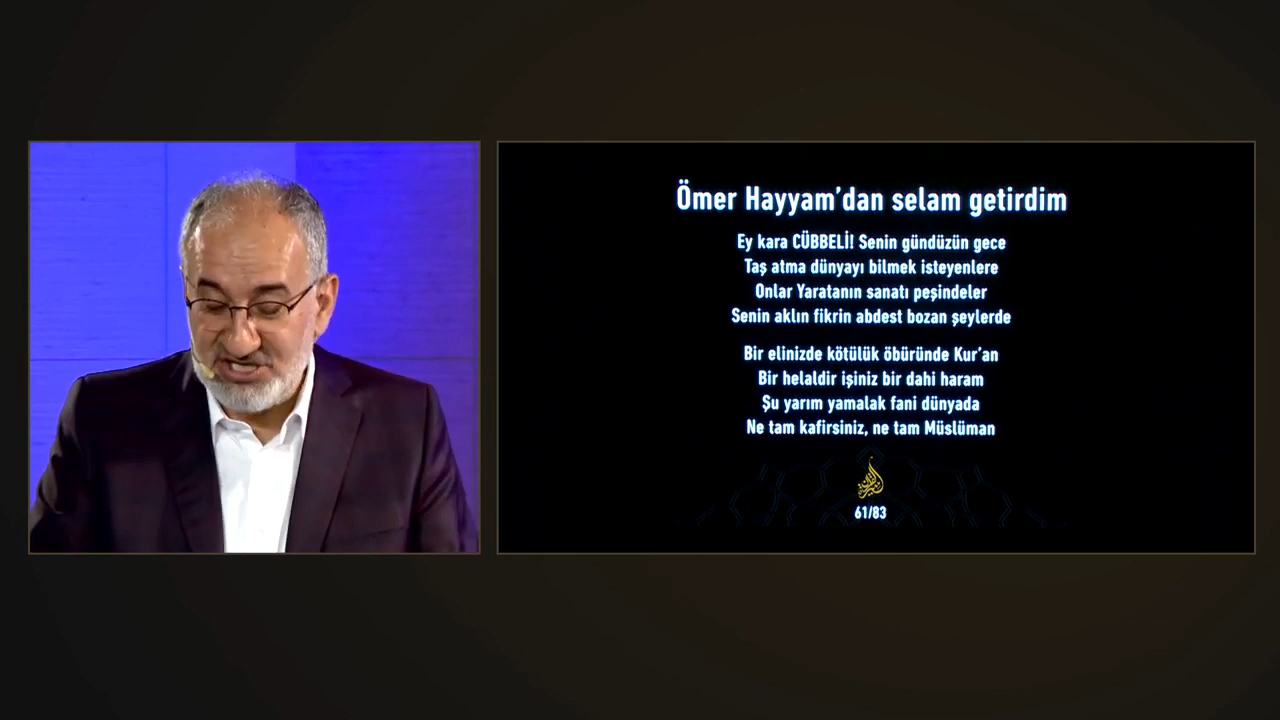 Ömer Hayyam’dan selam getirdim
Ey kara CÜBBELİ! Senin gündüzün gece
Taş atma dünyayı bilmek isteyenlere
Onlar Yaratanın sanatı peşindeler
Senin aklın fikrin abdest bozan şeylerde
Bir elinizde kötülük öbüründe Kur’an
Bir helaldir işiniz bir dahi haram
Şu yarım yamalak fani dünyada
Ne tam kafirsiniz, ne tam Müslüman
61/83